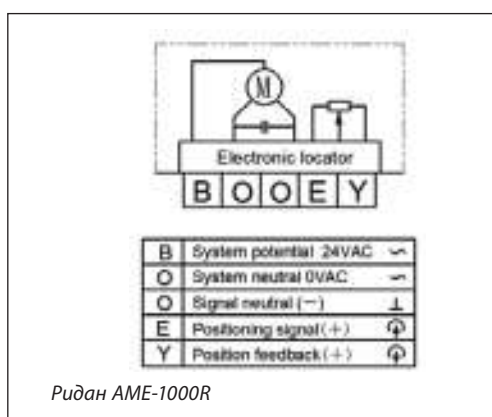 M
Electronic locator
B O O E Y
B System potential 24VAC ~
O System neutral 0VAC ~
O Signal neutral (−) ⊥
E Positioning signal (+)
Y Position feedback (+)
Ридан AME-1000R